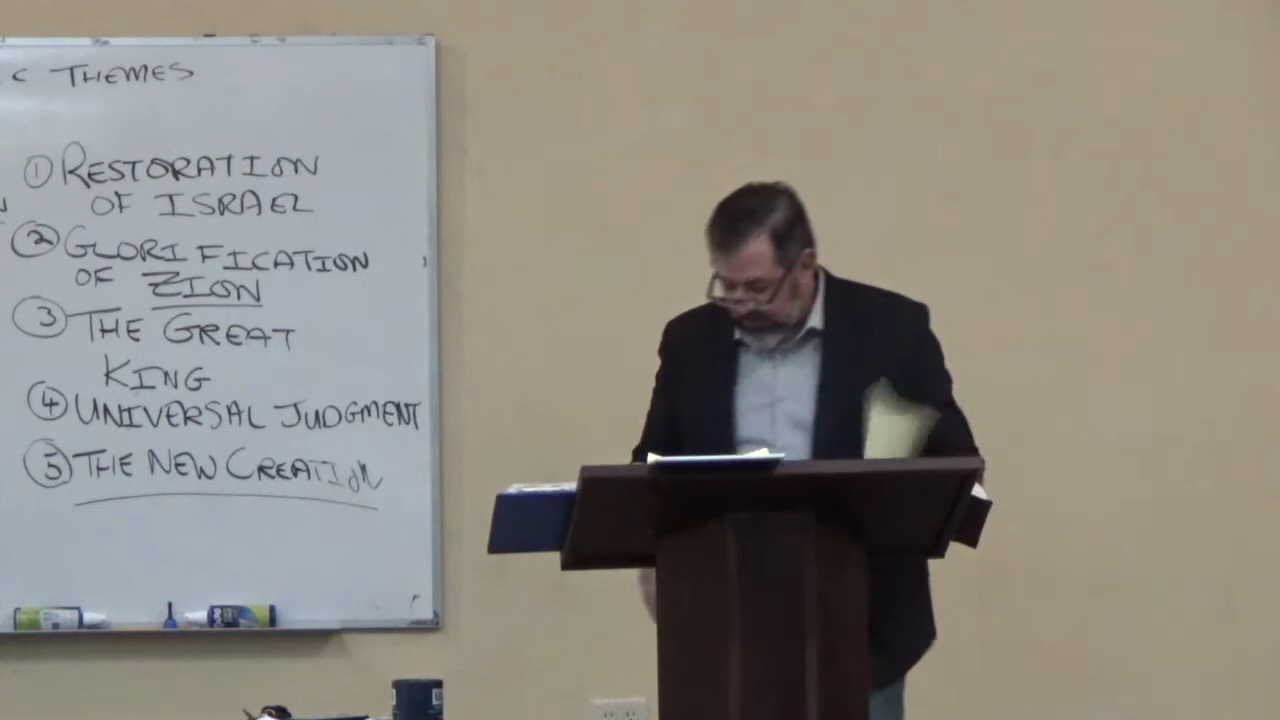 C THEMES
① RESTORATION
OF ISRAEL
② GLORIFICATION
OF ZION
③ THE GREAT
KING
④ UNIVERSAL JUDGMENT
⑤ THE NEW CREATION